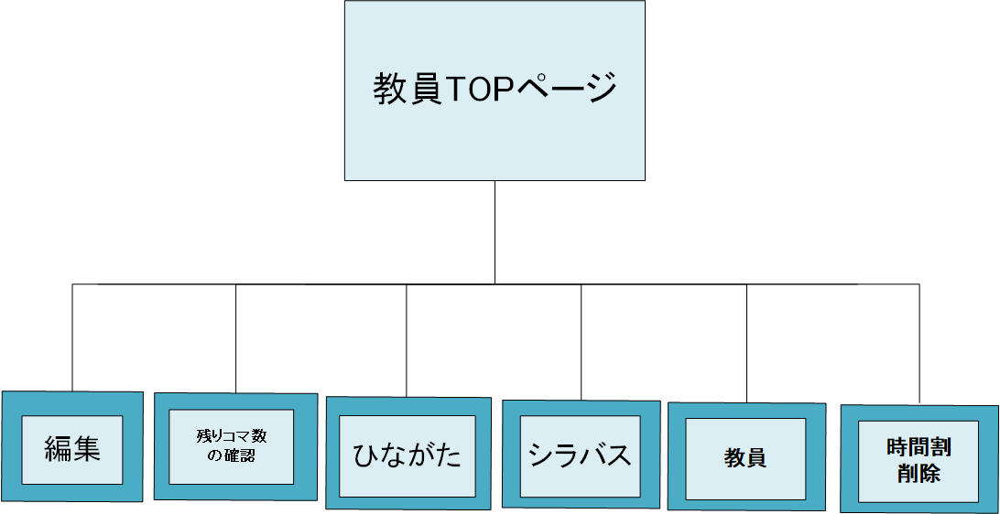 教員TOPページ
編集
残りコマ数
の確認
ひながた
シラバス
教員
時間割
削除